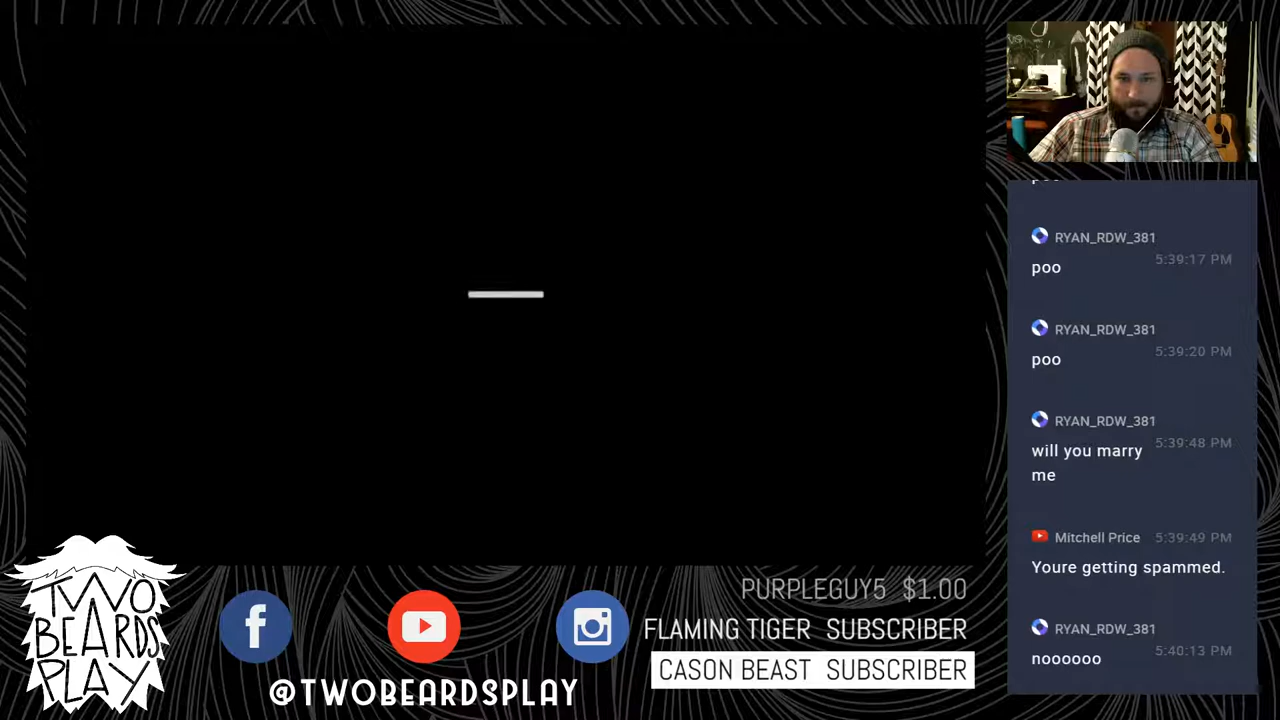 RYAN_RDW_381
poo
5:39:17 PM
RYAN_RDW_381
poo
5:39:20 PM
RYAN_RDW_381
will you marry
me
5:39:48 PM
Mitchell Price 5:39:49 PM
Youre getting spammed.
RYAN_RDW_381
noooooo
5:40:13 PM
TWO
BEARDS
PLAY
@TWOBEARDSPLAY
PURPLEGUY5 $1.00
FLAMING TIGER SUBSCRIBER
CASON BEAST SUBSCRIBER